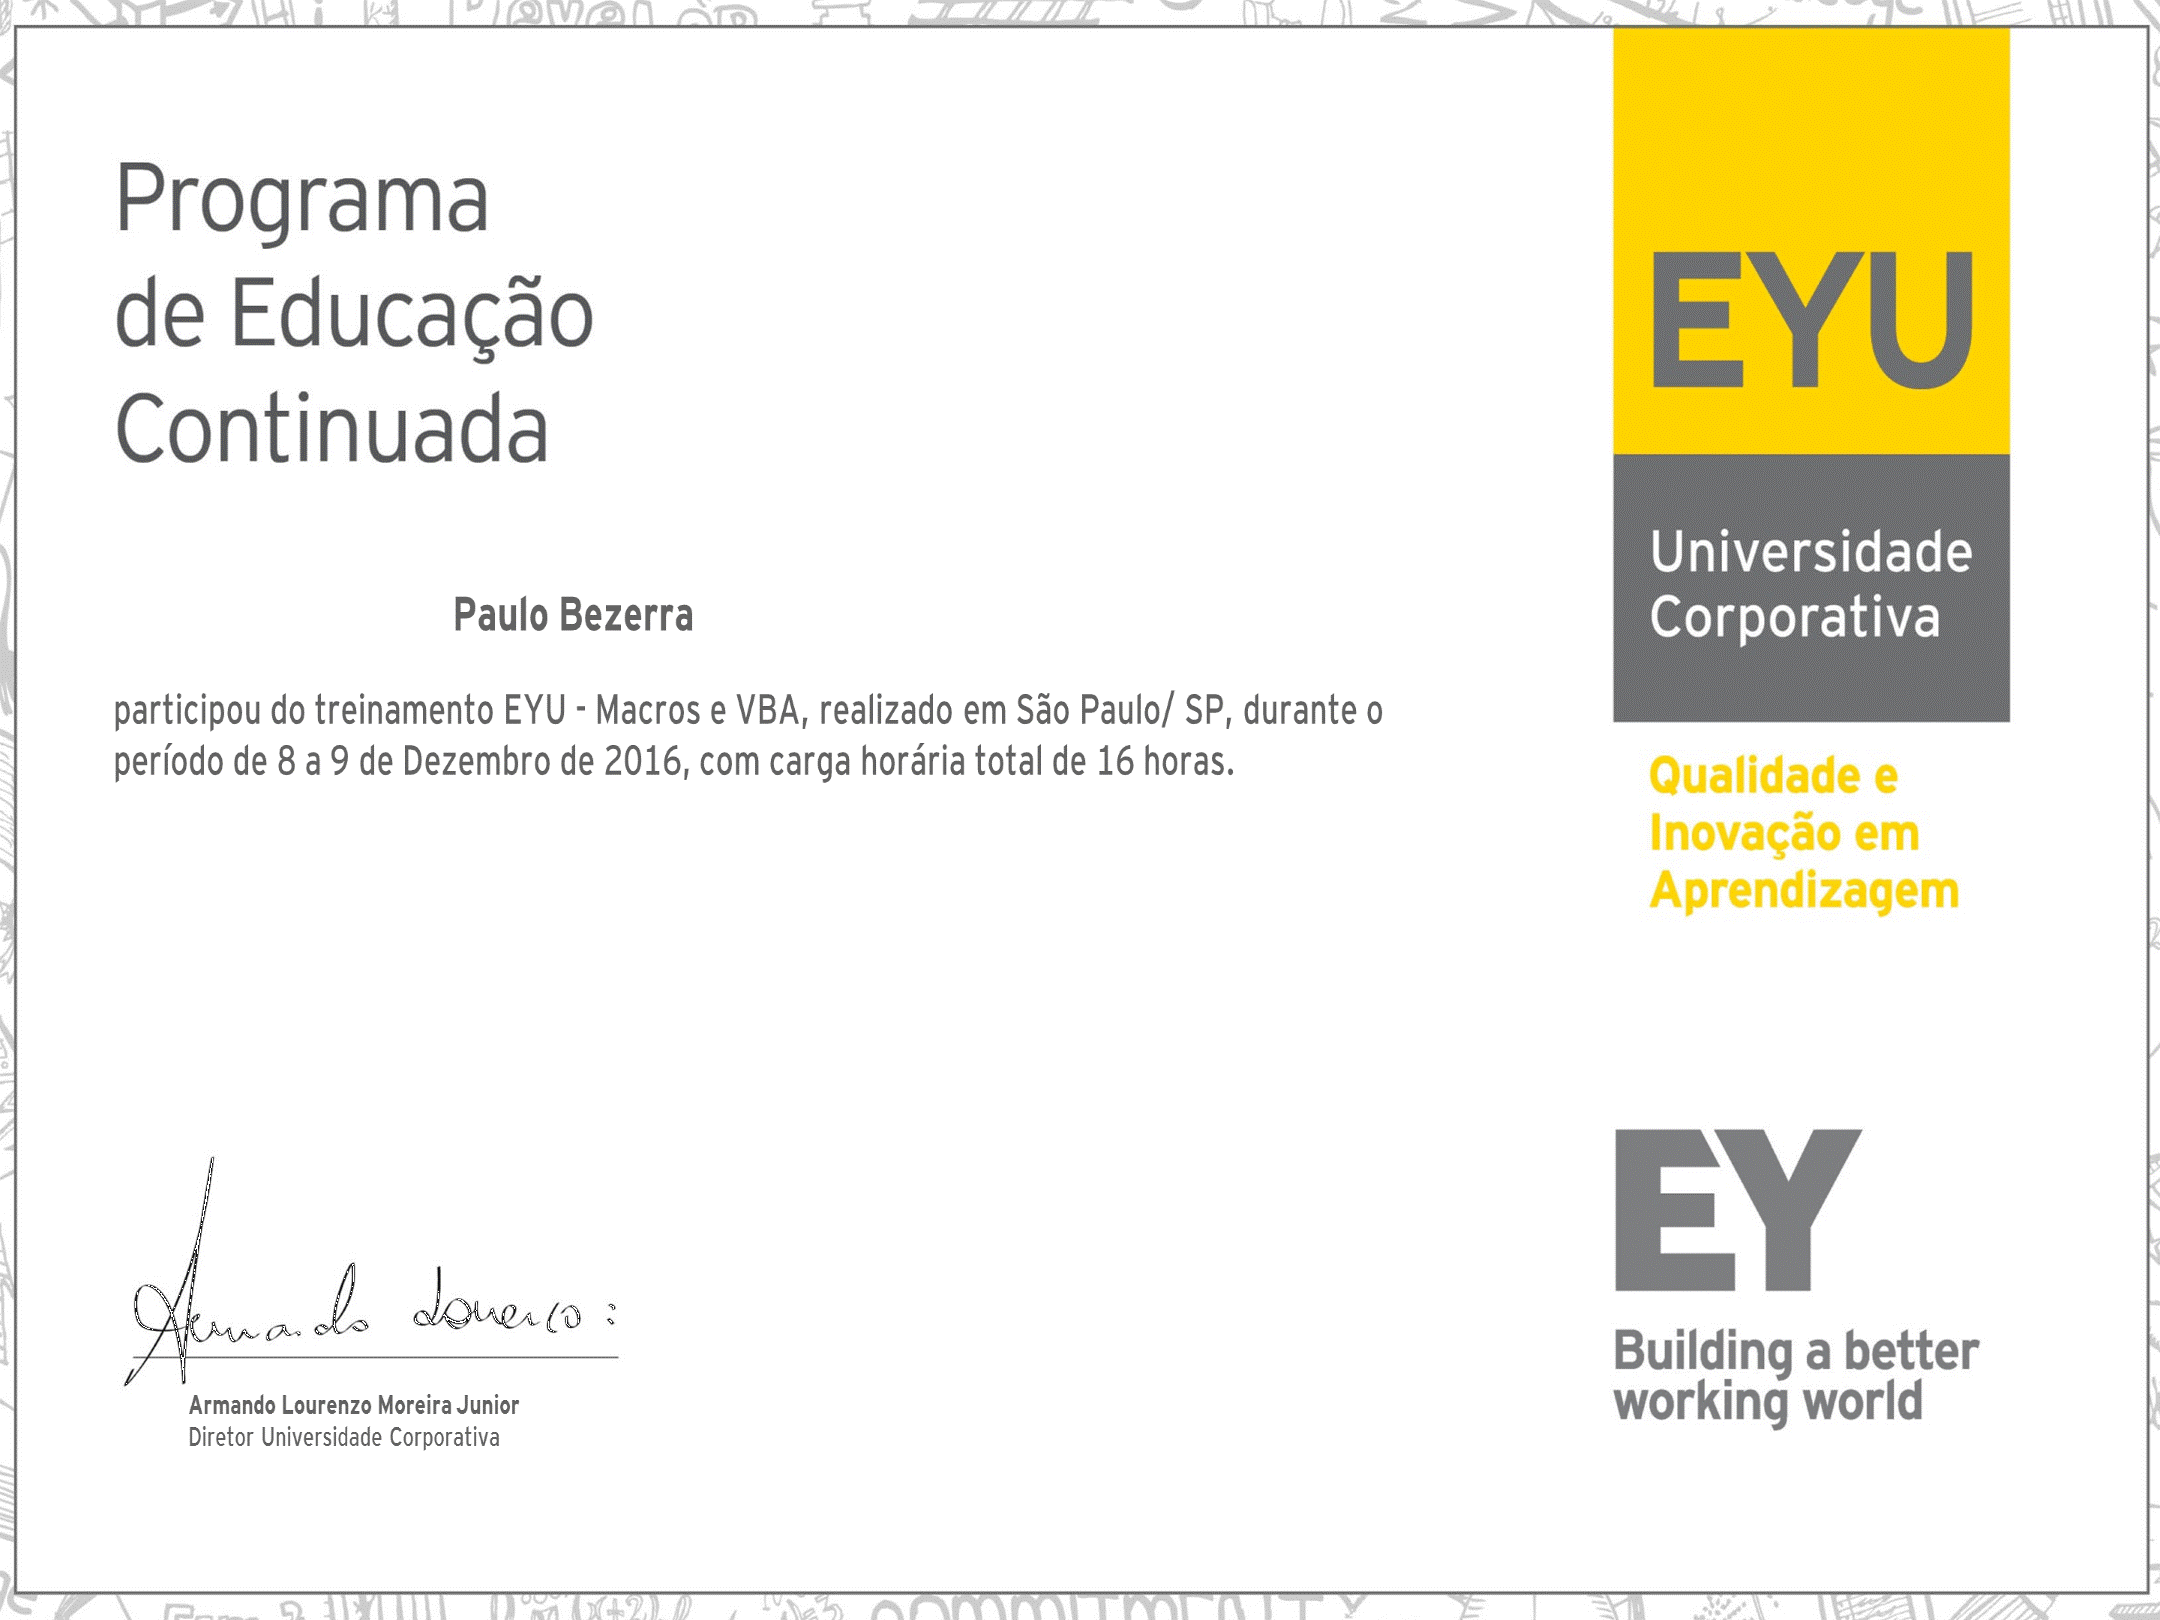 Programa
de Educação
Continuada
Paulo Bezerra
participou do treinamento EYU - Macros e VBA, realizado em São Paulo/ SP, durante o
período de 8 a 9 de Dezembro de 2016, com carga horária total de 16 horas.
Armando Lourenzo :
Armando Lourenzo Moreira Junior
Diretor Universidade Corporativa
EYU
Universidade
Corporativa
Qualidade e
Inovação em
Aprendizagem
EY
Building a better
working world
COMMITMENT